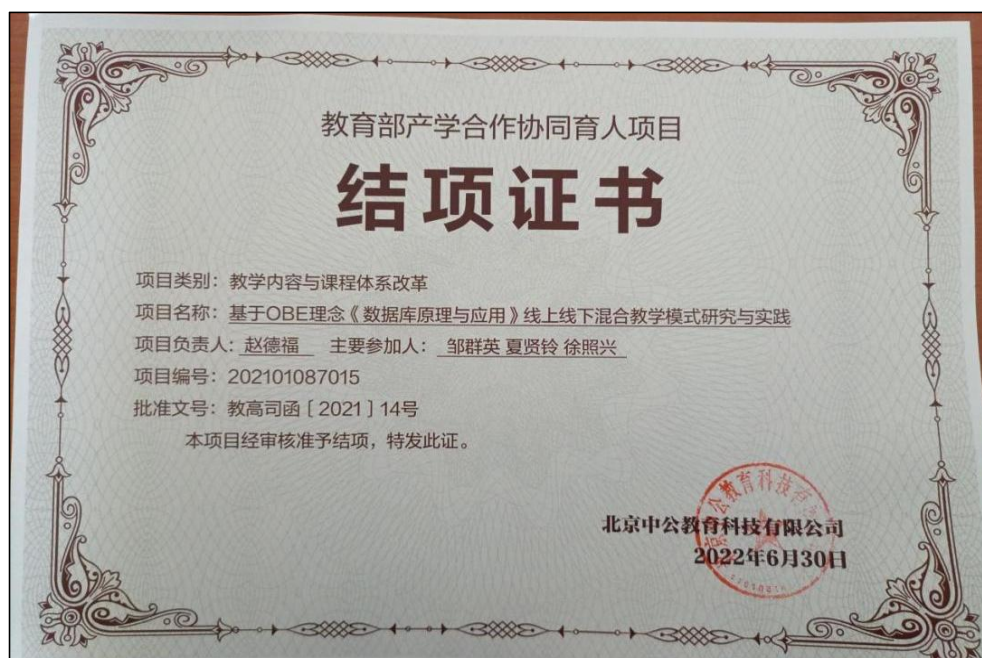 教育部产学合作协同育人项目
结项证书
项目类别：教学内容与课程体系改革
项目名称：基于OBE理念《数据库原理与应用》线上线下混合教学模式研究与实践
项目负责人：赵德福 主要参加人：邹群英 夏贤铃 徐照兴
项目编号：202101087015
批准文号：教高司函［2021］14号
本项目经审核准予结项，特发此证。
北京中公教育科技有限公司
2022年6月30日